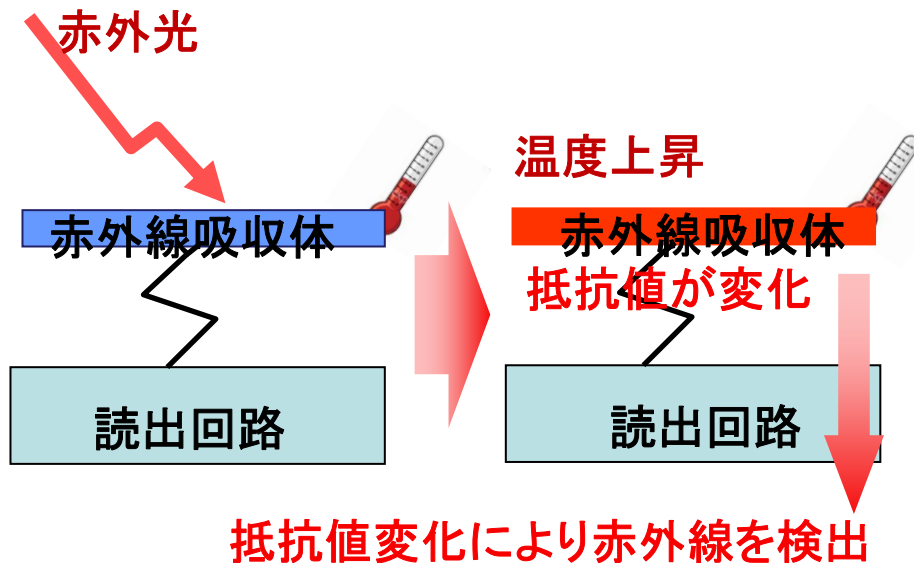 赤外光
赤外線吸収体
読出回路
温度上昇
赤外線吸収体
抵抗値が変化
読出回路
抵抗値変化により赤外線を検出